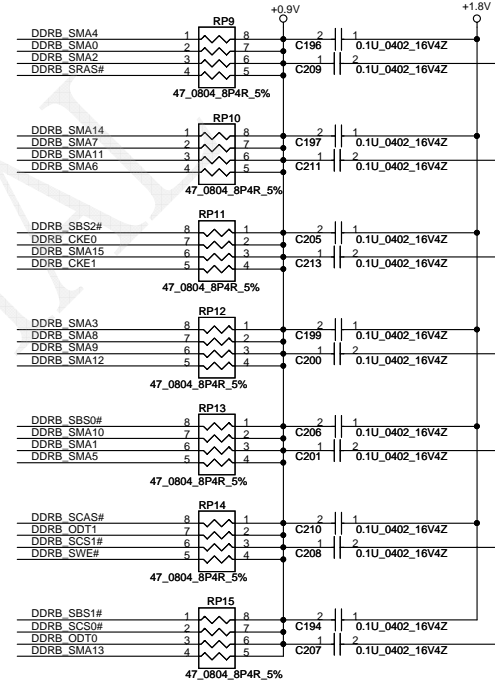 +0.9V +1.8V
RP9
DDRB_SMA4 1 8 2 1
DDRB_SMA0 2 7 C196 0.1U_0402_16V4Z
DDRB_SMA2 3 6 1 2
DDRB_SRAS# 4 5 C209 0.1U_0402_16V4Z
47_0804_8P4R_5%
RP10
DDRB_SMA14 1 8 2 1
DDRB_SMA7 2 7 C197 0.1U_0402_16V4Z
DDRB_SMA11 3 6 1 2
DDRB_SMA6 4 5 C211 0.1U_0402_16V4Z
47_0804_8P4R_5%
RP11
DDRB_SBS2# 8 1 2 1
DDRB_CKE0 7 2 C205 0.1U_0402_16V4Z
DDRB_SMA15 6 3 1 2
DDRB_CKE1 5 4 C213 0.1U_0402_16V4Z
47_0804_8P4R_5%
RP12
DDRB_SMA3 8 1 2 1
DDRB_SMA8 7 2 C199 0.1U_0402_16V4Z
DDRB_SMA9 6 3 1 2
DDRB_SMA12 5 4 C200 0.1U_0402_16V4Z
47_0804_8P4R_5%
RP13
DDRB_SBS0# 8 1 2 1
DDRB_SMA10 7 2 C206 0.1U_0402_16V4Z
DDRB_SMA1 6 3 1 2
DDRB_SMA5 5 4 C201 0.1U_0402_16V4Z
47_0804_8P4R_5%
RP14
DDRB_SCAS# 8 1 2 1
DDRB_ODT1 7 2 C210 0.1U_0402_16V4Z
DDRB_SCS1# 6 3 1 2
DDRB_SWE# 5 4 C208 0.1U_0402_16V4Z
47_0804_8P4R_5%
RP15
DDRB_SBS1# 1 8 2 1
DDRB_SCS0# 2 7 C194 0.1U_0402_16V4Z
DDRB_ODT0 3 6 1 2
DDRB_SMA13 4 5 C207 0.1U_0402_16V4Z
47_0804_8P4R_5%